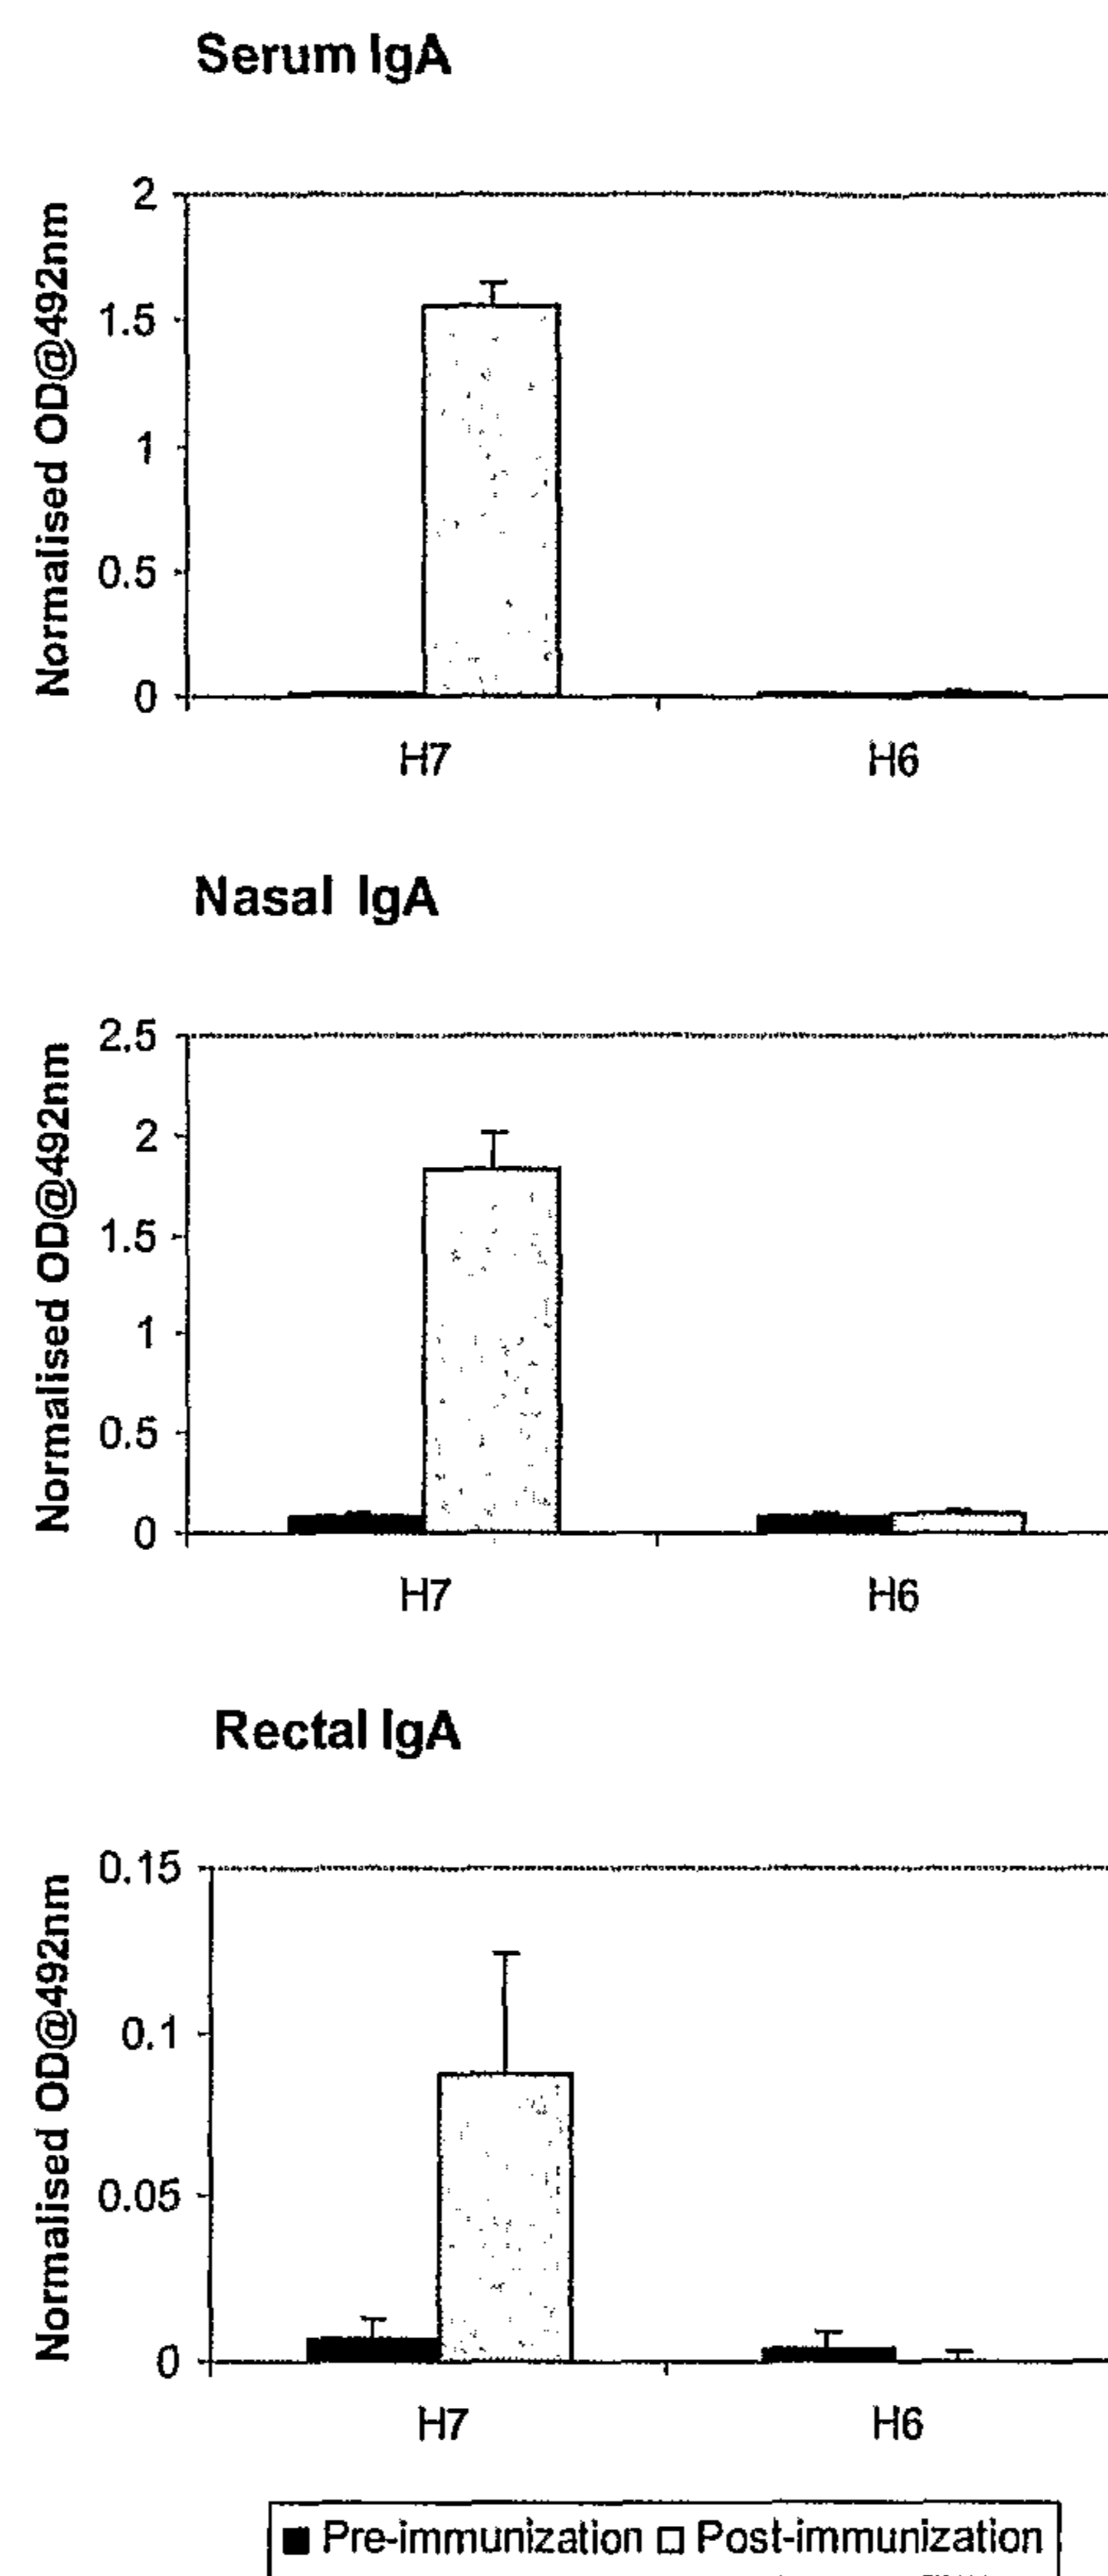 Serum IgA
Normalised OD@492nm
2
1.5
1
0.5
0
H7 H6
Nasal IgA
Normalised OD@492nm
2.5
2
1.5
1
0.5
0
H7 H6
Rectal IgA
Normalised OD@492nm
0.15
0.1
0.05
0
H7 H6
Pre-immunization Post-immunization